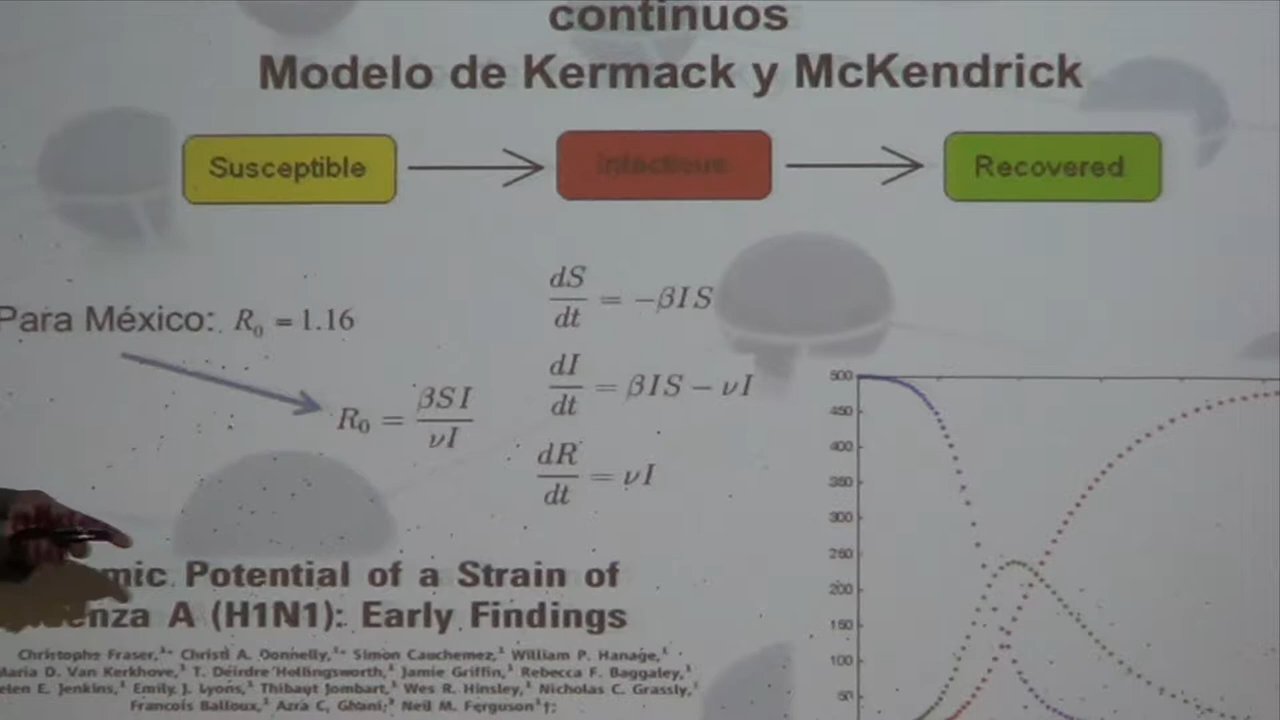 continuos
Modelo de Kermack y McKendrick
Susceptible
Infectious
Recovered
Para México: R₀ = 1.16
R₀ = βSI / νI
dS/dt = −βIS
dI/dt = βIS − νI
dR/dt = νI
mic Potential of a Strain of
enza A (H1N1): Early Findings
Christophe Fraser,¹* Christl A. Donnelly,¹* Simon Cauchemez,¹ William P. Hanage,¹
Maria D. Van Kerkhove,¹ T. Déirdre Hollingsworth,¹ Jamie Griffin,¹ Rebecca F. Baggaley,¹
elen E. Jenkins,¹ Emily J. Lyons,¹ Thibaut Jombart,¹ Wes R. Hinsley,¹ Nicholas C. Grassly,¹
Francois Balloux,¹ Azra C. Ghani,¹ Neil M. Ferguson¹†;
500
450
400
350
300
250
200
150
100
50